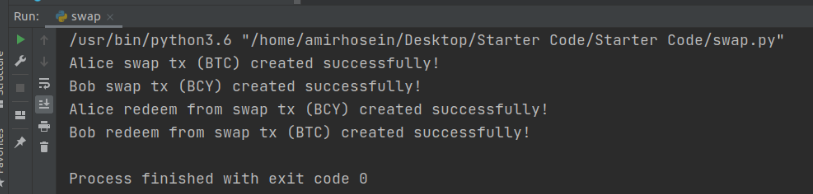 Run: swap
/usr/bin/python3.6 "/home/amirhosein/Desktop/Starter Code/Starter Code/swap.py"
Alice swap tx (BTC) created successfully!
Bob swap tx (BCY) created successfully!
Alice redeem from swap tx (BCY) created successfully!
Bob redeem from swap tx (BTC) created successfully!
Process finished with exit code 0